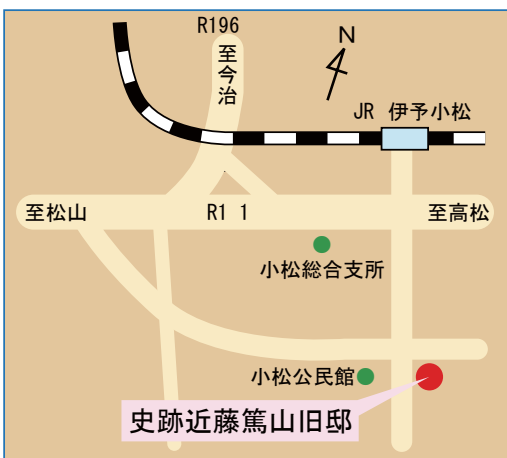 R196
至今治
N
JR 伊予小松
至松山
R1 1
至高松
小松総合支所
小松公民館
史跡近藤篤山旧邸